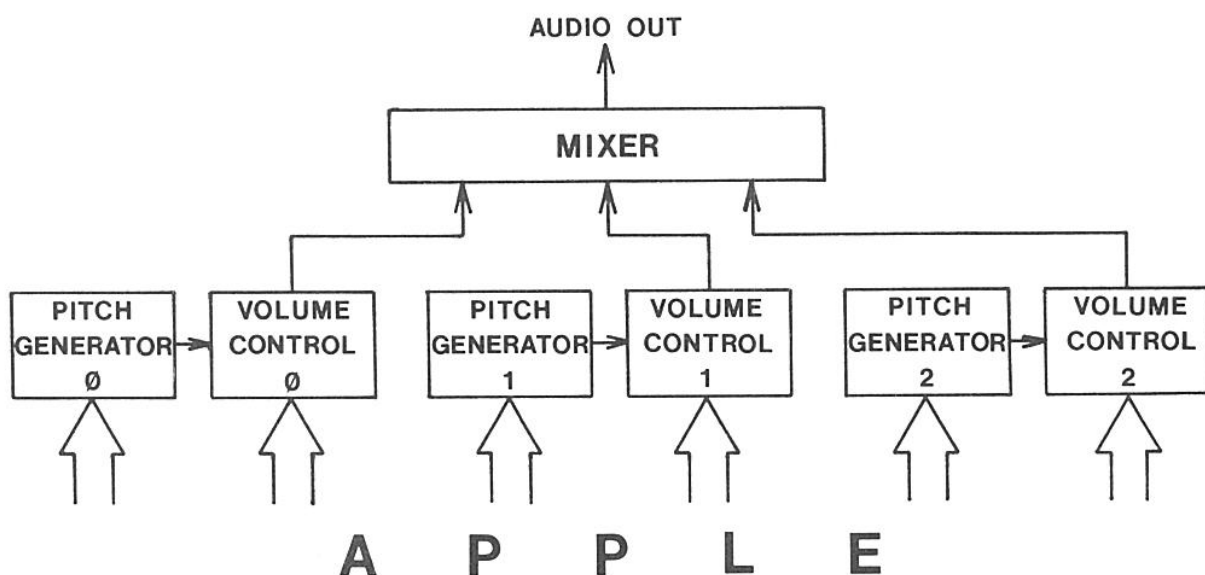 AUDIO OUT
MIXER
PITCH
GENERATOR
Ø
VOLUME
CONTROL
Ø
PITCH
GENERATOR
1
VOLUME
CONTROL
1
PITCH
GENERATOR
2
VOLUME
CONTROL
2
A P P L E